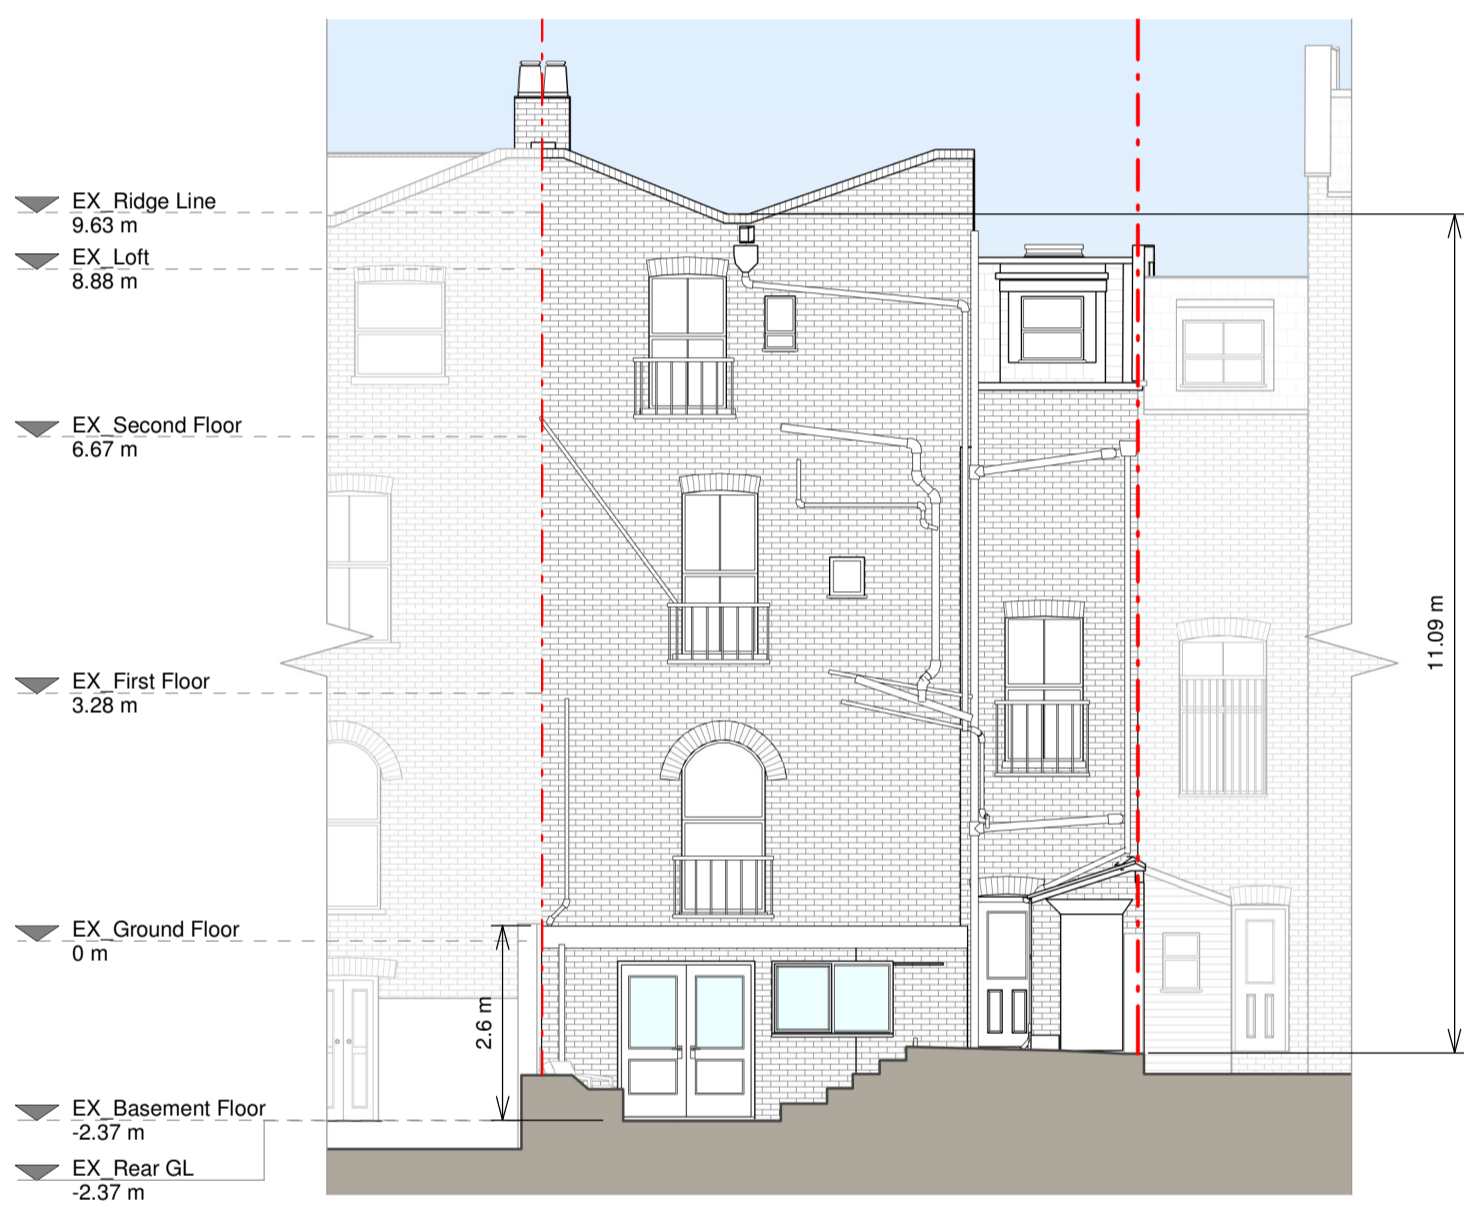 EX_Ridge Line
9.63 m
EX_Loft
8.88 m
EX_Second Floor
6.67 m
EX_First Floor
3.28 m
11.09 m
EX_Ground Floor
0 m
2.6 m
EX_Basement Floor
-2.37 m
EX_Rear GL
-2.37 m